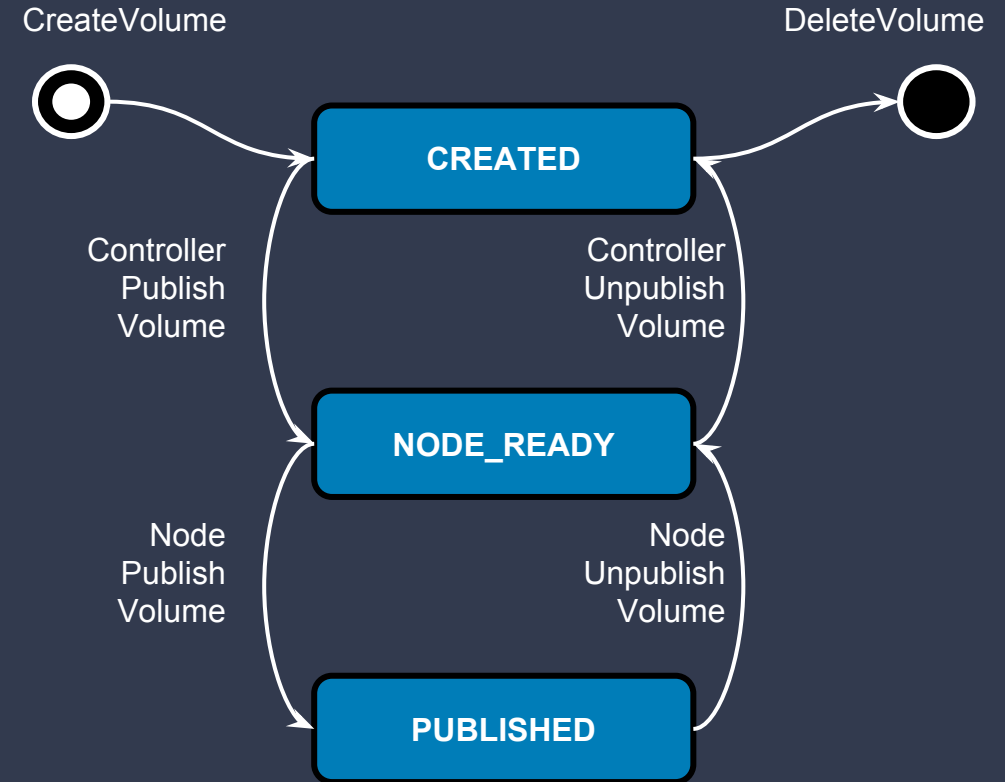 CreateVolume
DeleteVolume
CREATED
Controller
Publish
Volume
Controller
Unpublish
Volume
NODE_READY
Node
Publish
Volume
Node
Unpublish
Volume
PUBLISHED